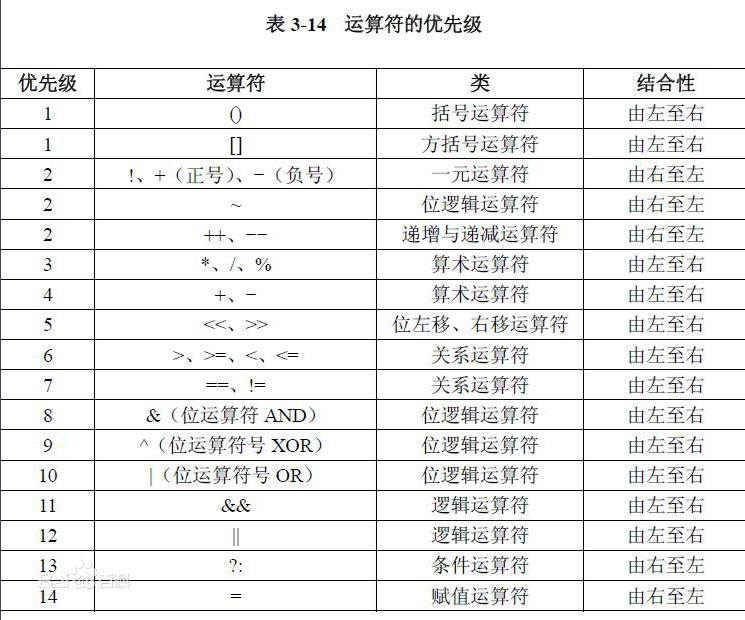 表 3-14 运算符的优先级
优先级 运算符 类 结合性
1 () 括号运算符 由左至右
1 [] 方括号运算符 由左至右
2 !、+（正号）、−（负号） 一元运算符 由右至左
2 ~ 位逻辑运算符 由右至左
2 ++、−− 递增与递减运算符 由右至左
3 *、/、% 算术运算符 由左至右
4 +、− 算术运算符 由左至右
5 <<、>> 位左移、右移运算符 由左至右
6 >、>=、<、<= 关系运算符 由左至右
7 ==、!= 关系运算符 由左至右
8 &（位运算符 AND） 位逻辑运算符 由左至右
9 ^（位运算符号 XOR） 位逻辑运算符 由左至右
10 |（位运算符号 OR） 位逻辑运算符 由左至右
11 && 逻辑运算符 由左至右
12 || 逻辑运算符 由左至右
13 ?: 条件运算符 由右至左
Bai百科
14 = 赋值运算符 由右至左